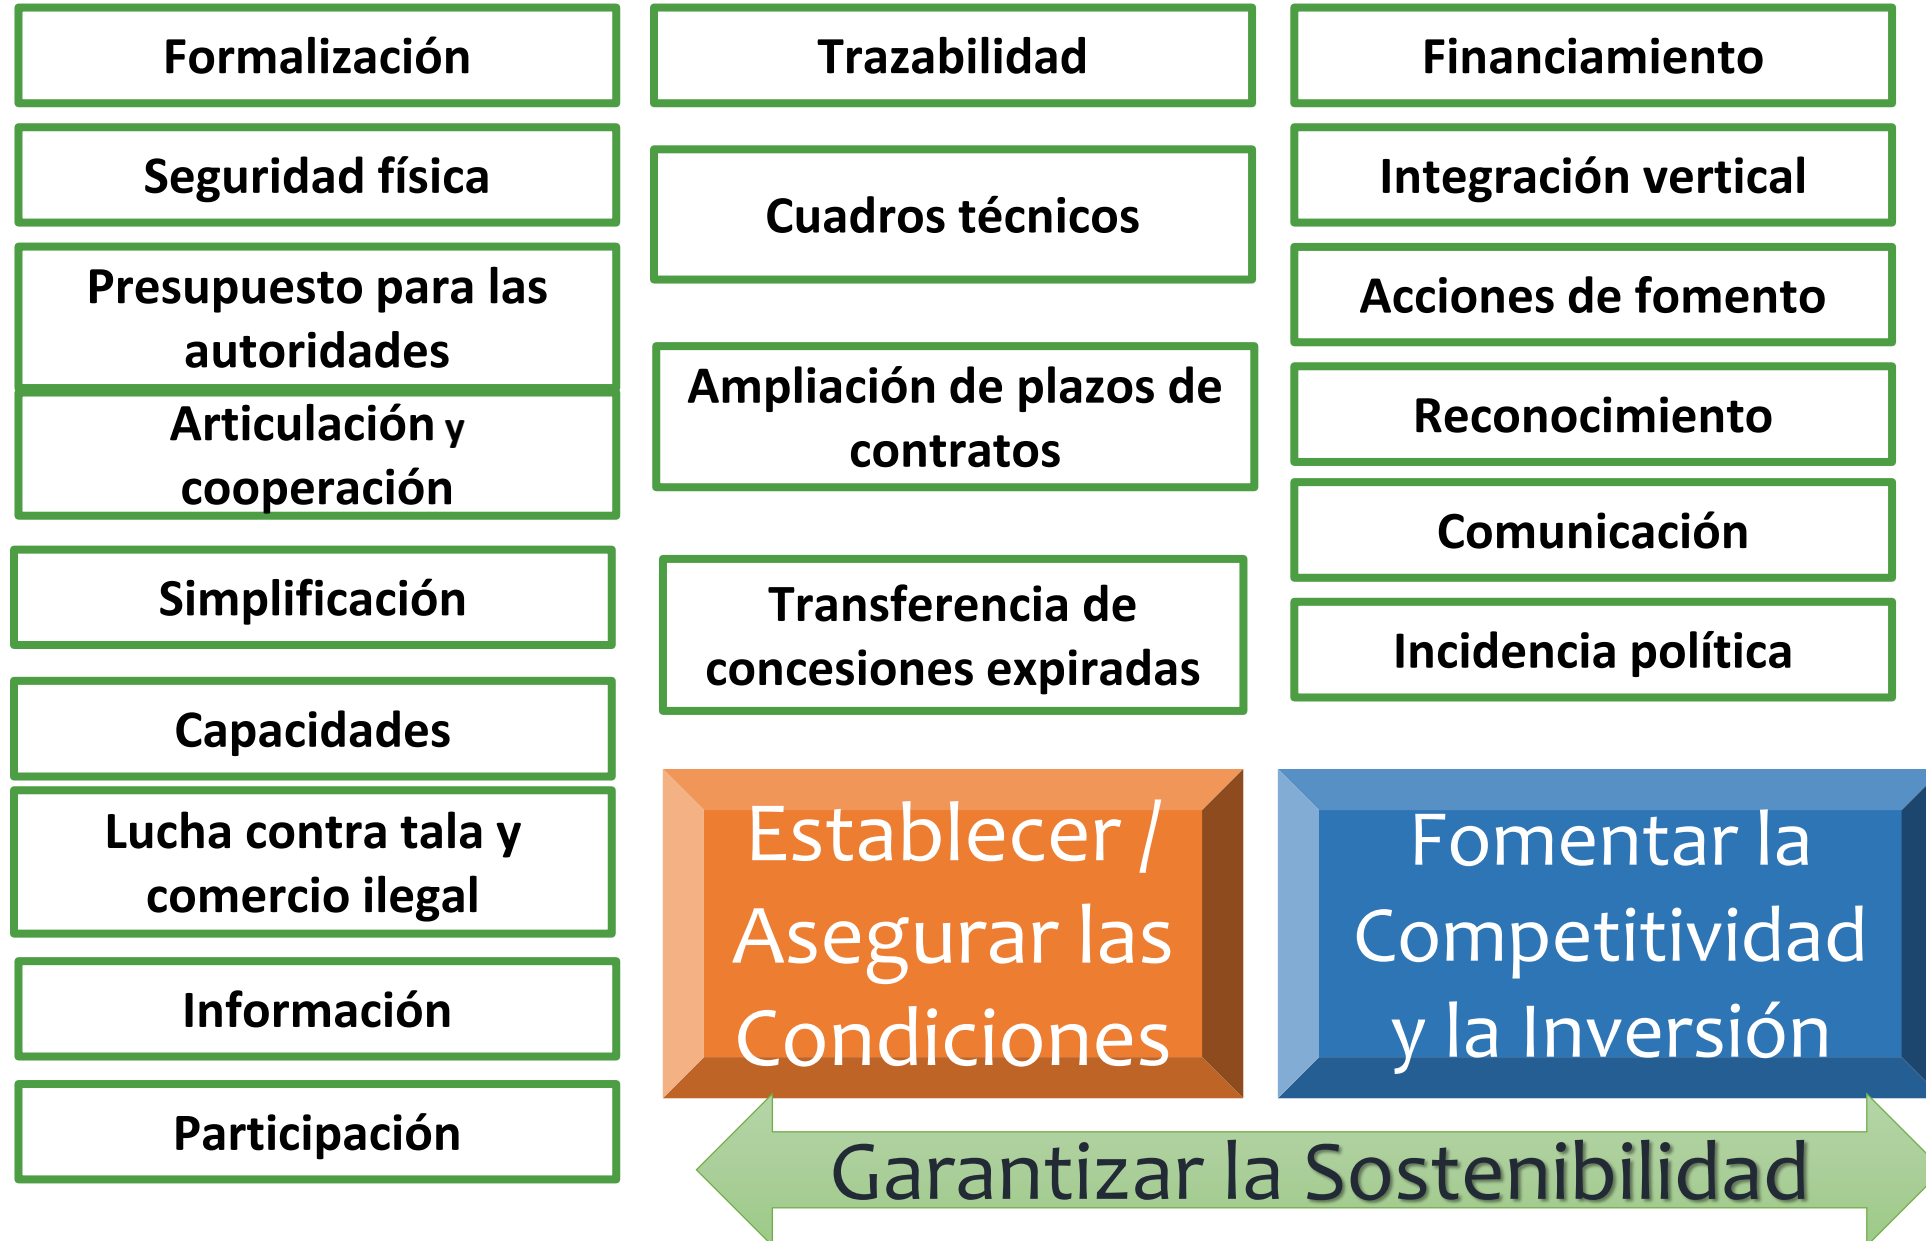 Formalización
Seguridad física
Presupuesto para las
autoridades
Articulación y
cooperación
Simplificación
Capacidades
Lucha contra tala y
comercio ilegal
Información
Participación
Trazabilidad
Cuadros técnicos
Ampliación de plazos de
contratos
Transferencia de
concesiones expiradas
Financiamiento
Integración vertical
Acciones de fomento
Reconocimiento
Comunicación
Incidencia política
Establecer /
Asegurar las
Condiciones
Fomentar la
Competitividad
y la Inversión
Garantizar la Sostenibilidad